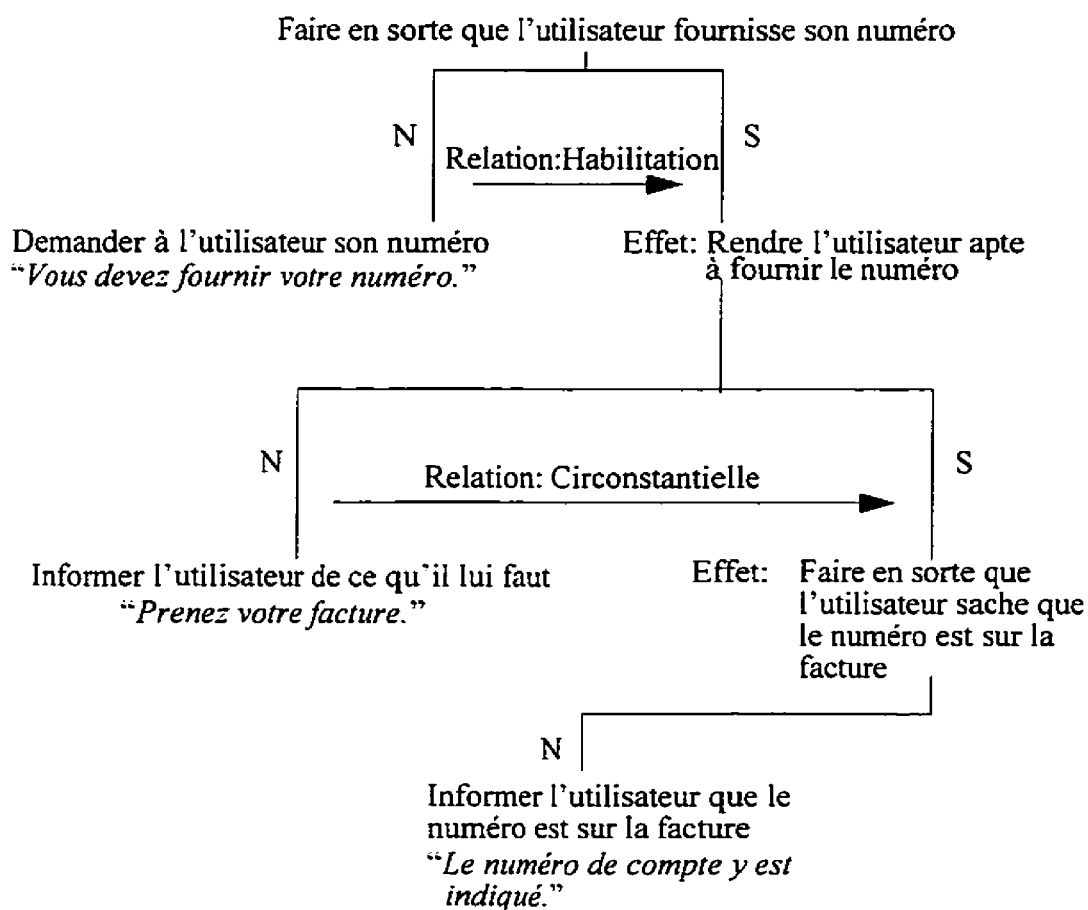 Faire en sorte que l'utilisateur fournisse son numéro
N
S
Relation:Habilitation
Demander à l'utilisateur son numéro
“Vous devez fournir votre numéro.”
Effet: Rendre l'utilisateur apte
à fournir le numéro
N
S
Relation: Circonstantielle
Informer l'utilisateur de ce qu'il lui faut
“Prenez votre facture.”
Effet: Faire en sorte que
l'utilisateur sache que
le numéro est sur la
facture
N
Informer l'utilisateur que le
numéro est sur la facture
“Le numéro de compte y est
indiqué.”